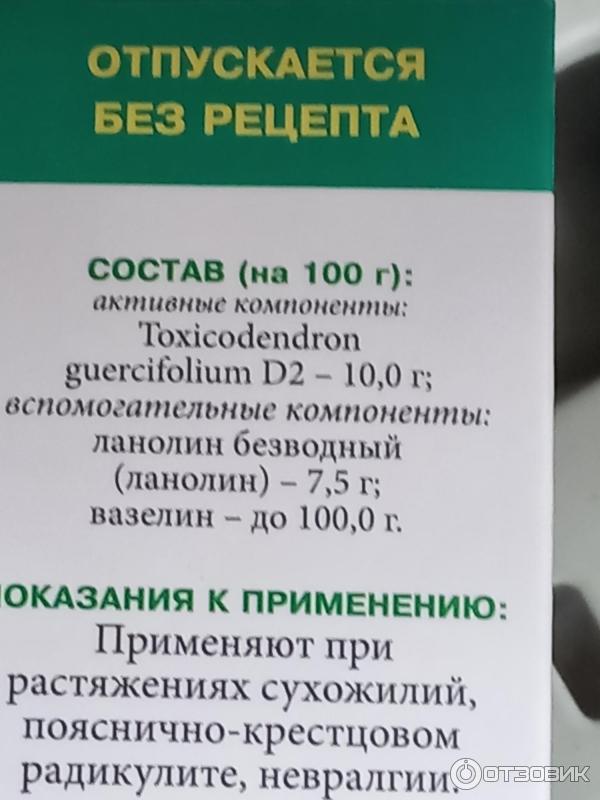 ОТПУСКАЕТСЯ
БЕЗ РЕЦЕПТА
СОСТАВ (на 100 г):
активные компоненты:
Toxicodendron
guercifolium D2 – 10,0 г;
вспомогательные компоненты:
ланолин безводный
(ланолин) – 7,5 г;
вазелин – до 100,0 г.
ПОКАЗАНИЯ К ПРИМЕНЕНИЮ:
Применяют при
растяжениях сухожилий,
пояснично-крестцовом
радикулите, невралгии.
ОТЗОВИК